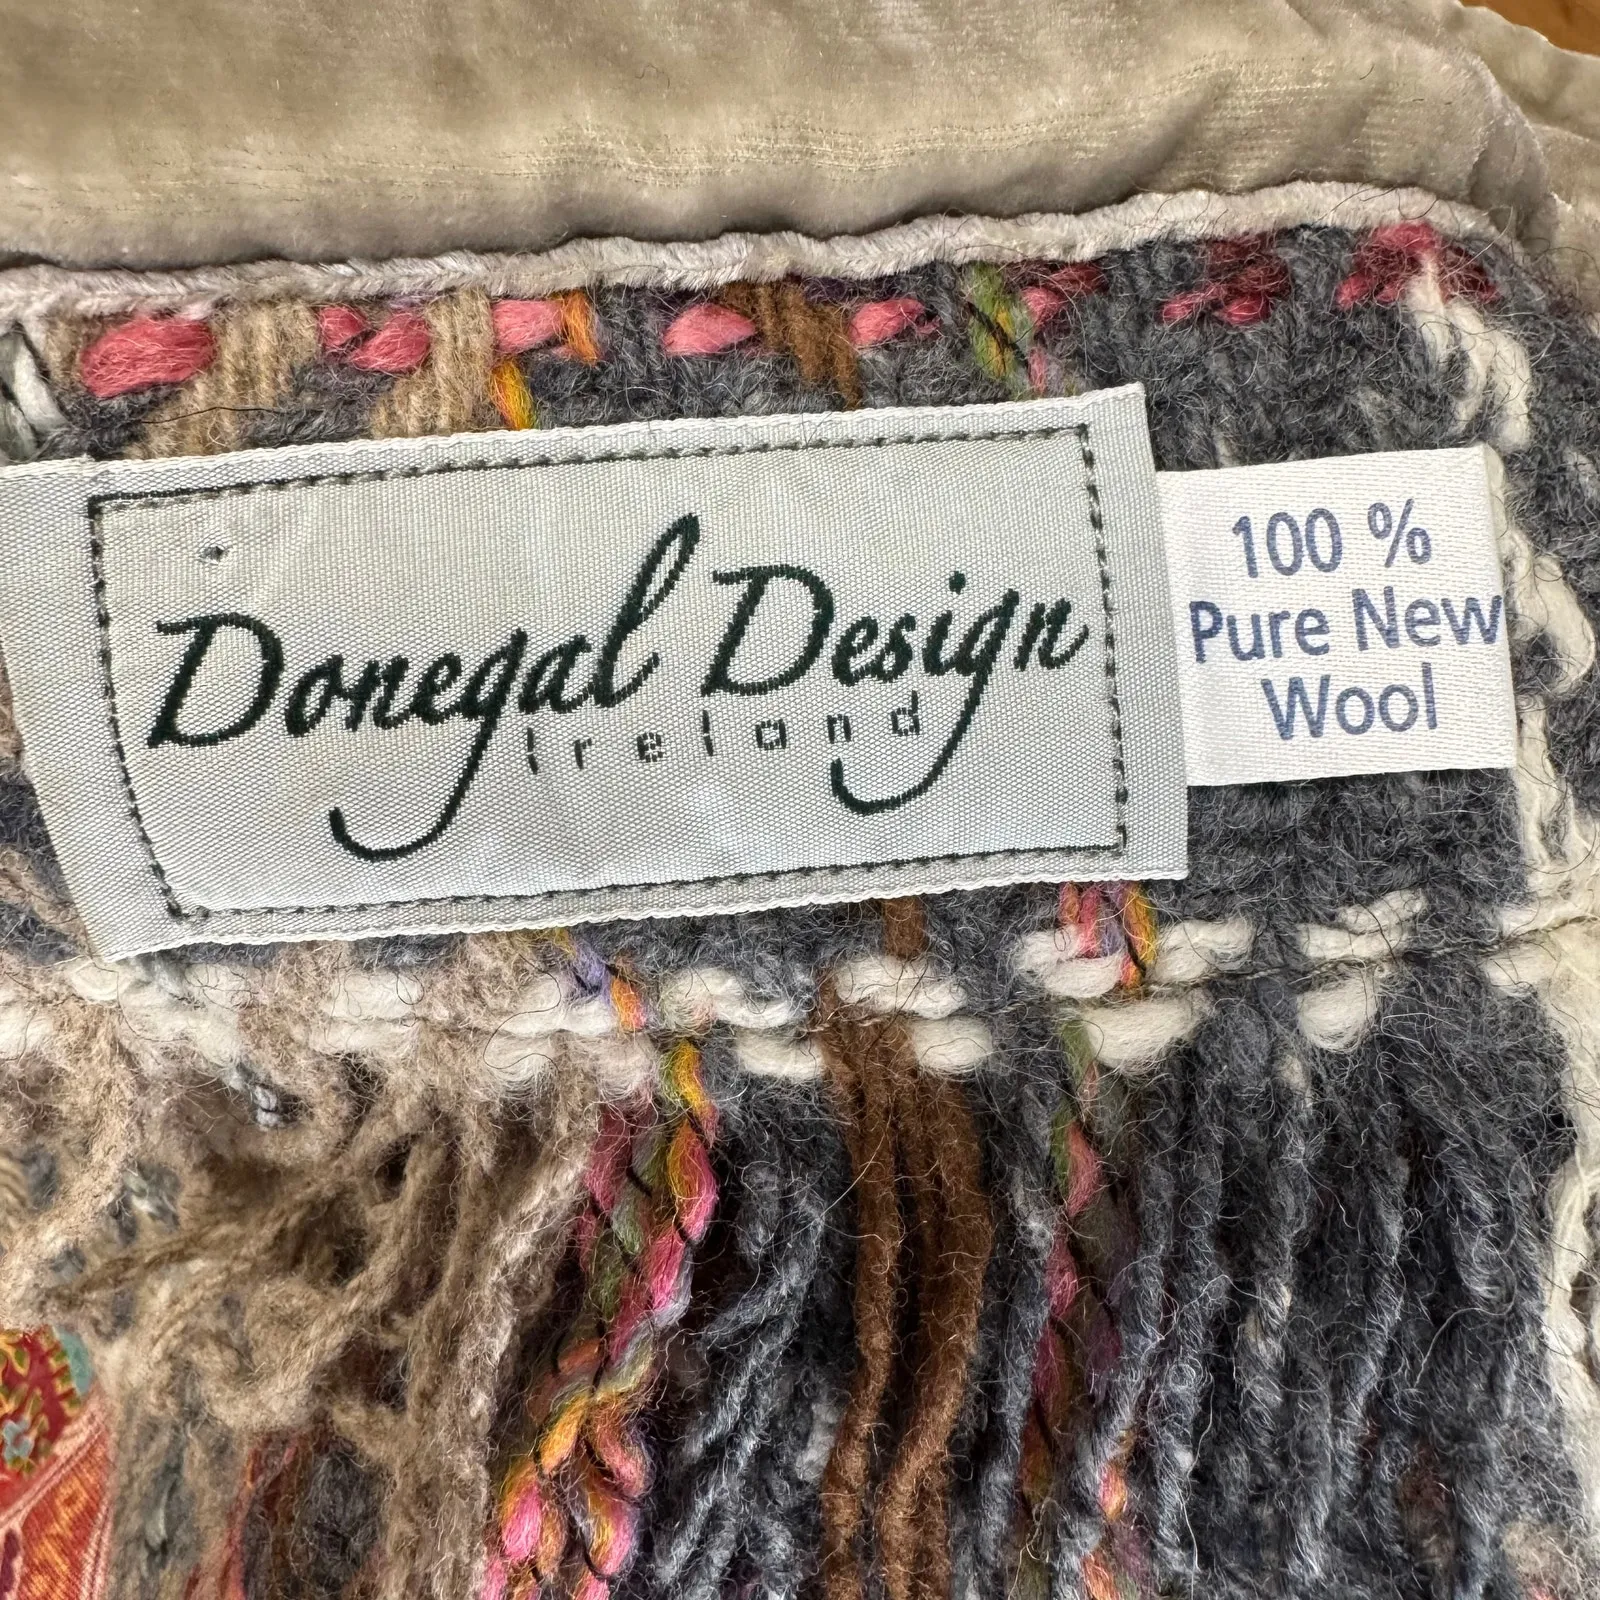 Donegal Design
Ireland
100 %
Pure New
Wool